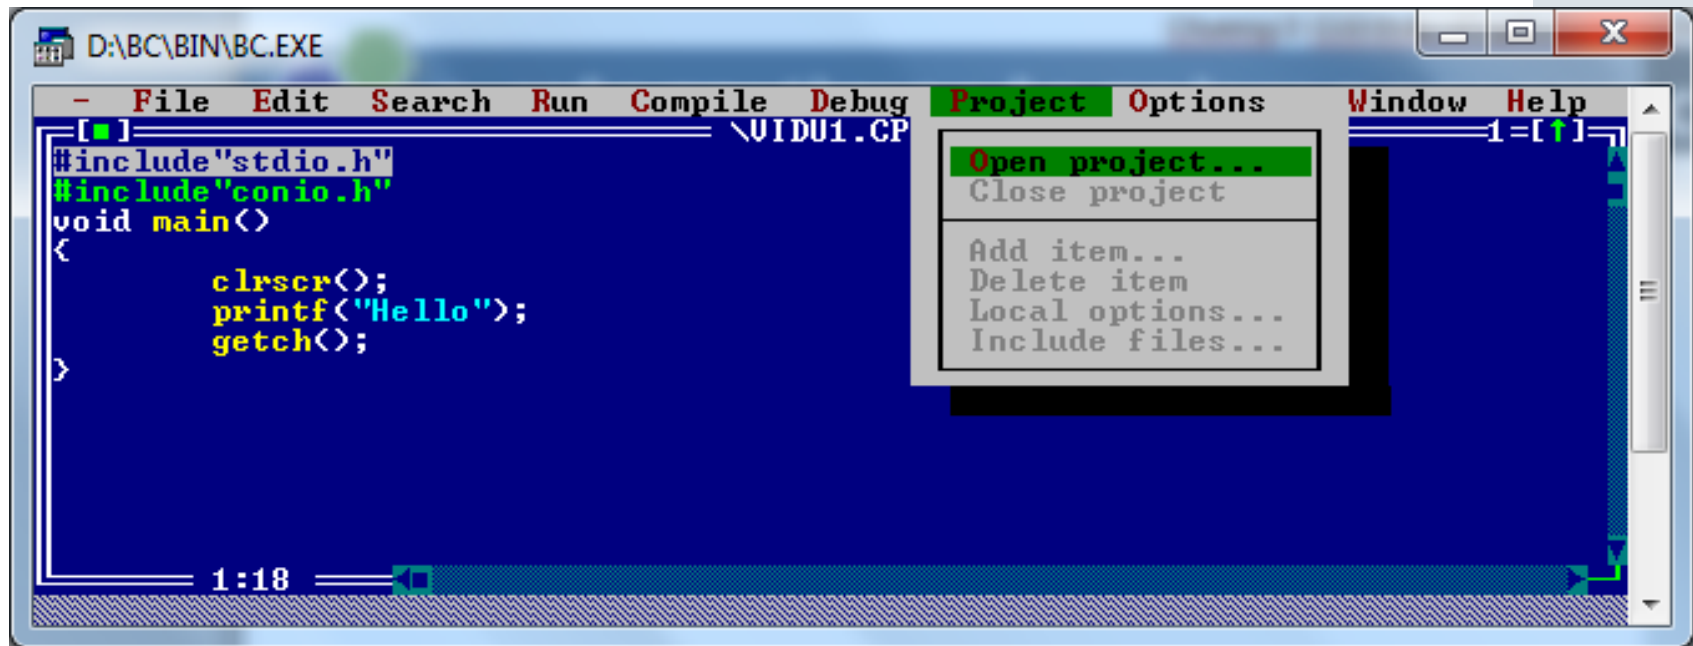 D:\BC\BIN\BC.EXE
- File Edit Search Run Compile Debug Project Options Window Help
[■] \VIDU1.CP 1=[↑]
#include"stdio.h"
#include"conio.h"
void main()
{
clrscr();
printf("Hello");
getch();
}
Open project...
Close project
Add item...
Delete item
Local options...
Include files...
1:18